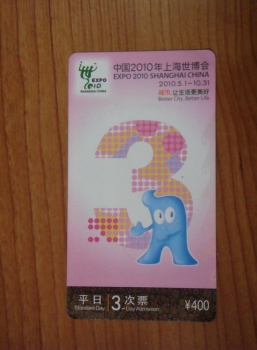 EXPO
2010
SHANGHAI CHINA
中国2010年上海世博会
EXPO 2010 SHANGHAI CHINA
2010.5.1-10.31
城市,让生活更美好
Better City, Better Life
3
平日 3次票 ¥400
Standard Day 3-Day Admission